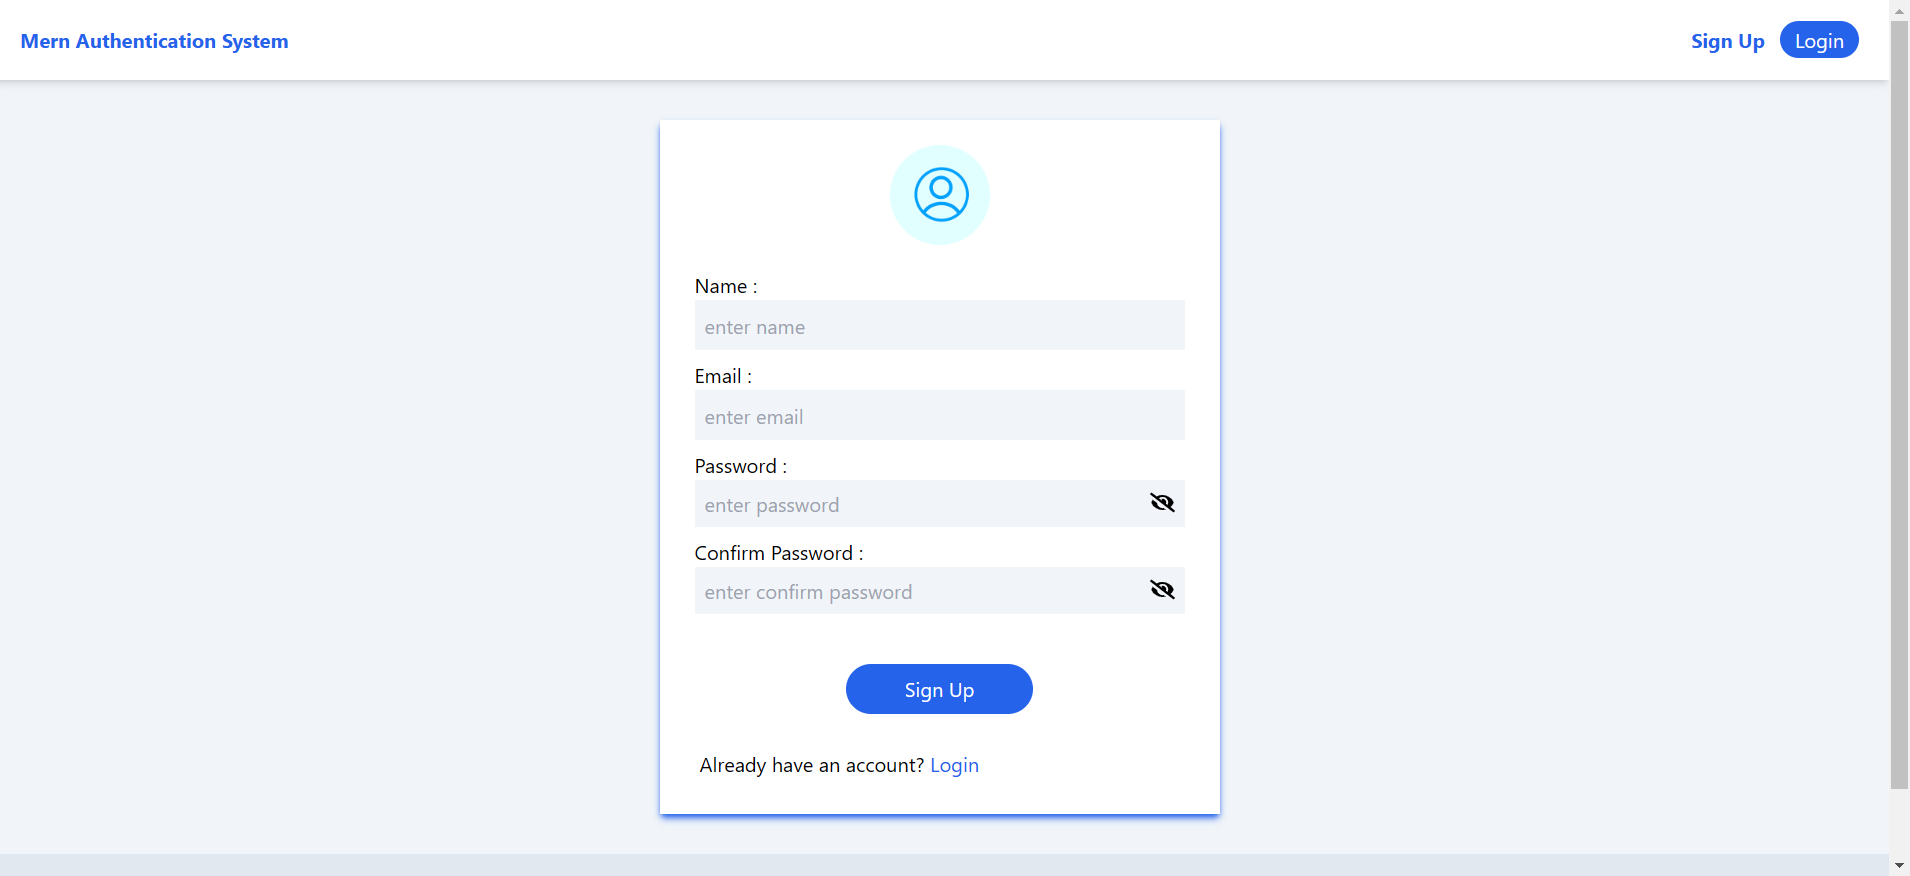 Mern Authentication System
Sign Up
Login
Name :
enter name
Email :
enter email
Password :
enter password
Confirm Password :
enter confirm password
Sign Up
Already have an account? Login